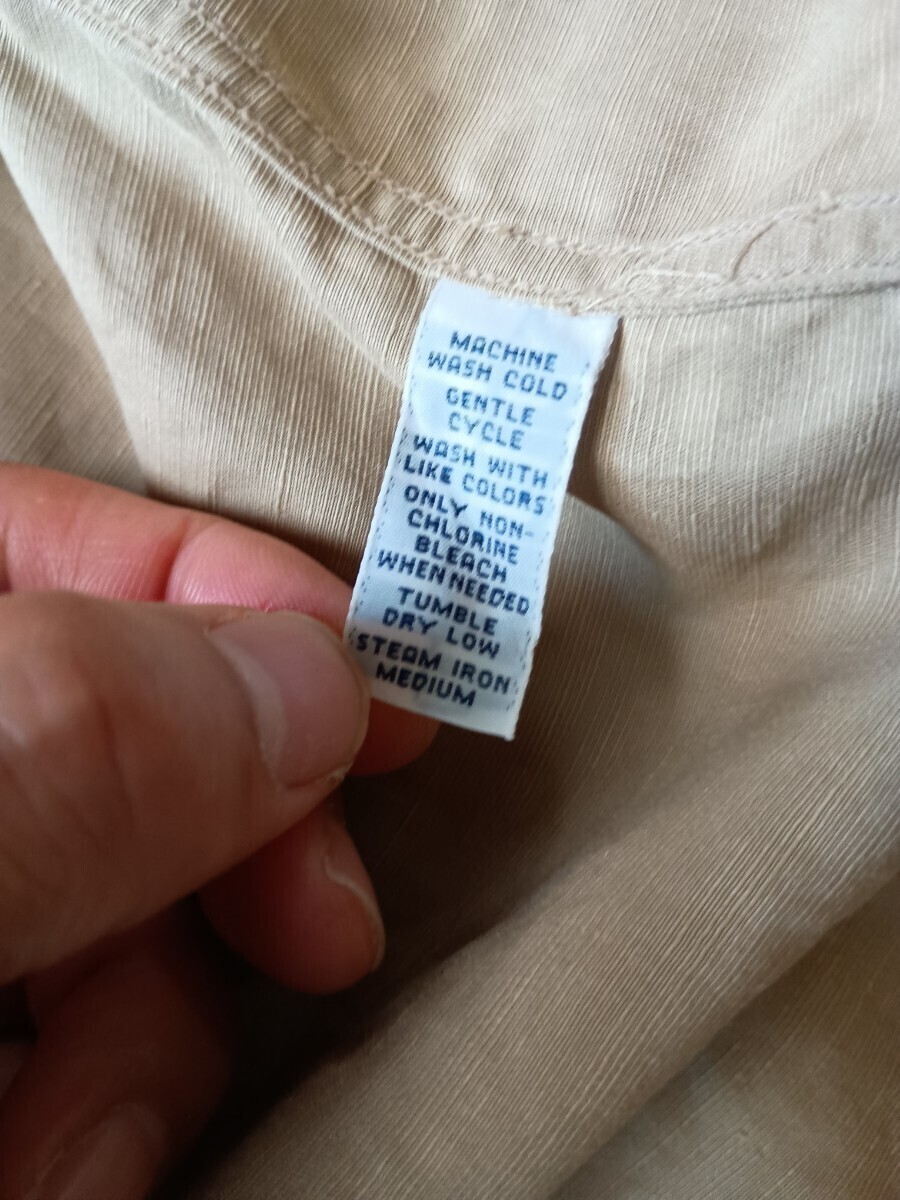 MACHINE
WASH COLD
GENTLE
CYCLE
WASH WITH
LIKE COLORS
ONLY NON-
CHLORINE
BLEACH
WHEN NEEDED
TUMBLE
DRY LOW
STEAM IRON
MEDIUM